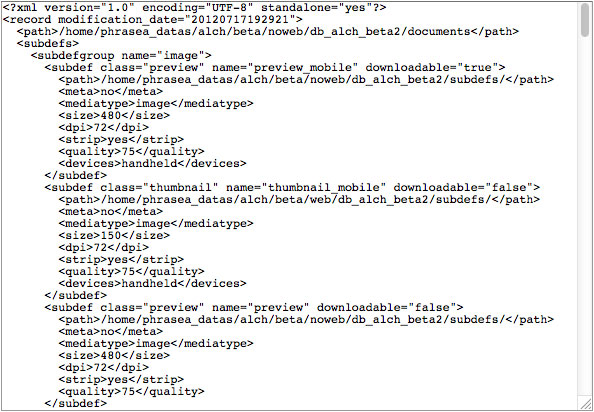 <?xml version="1.0" encoding="UTF-8" standalone="yes"?>
<record modification_date="20120717192921">
  <path>/home/phrasea_datas/alch/beta/noweb/db_alch_beta2/documents</path>
  <subdefs>
    <subdefgroup name="image">
      <subdef class="preview" name="preview_mobile" downloadable="true">
        <path>/home/phrasea_datas/alch/beta/noweb/db_alch_beta2/subdefs/</path>
        <meta>no</meta>
        <mediatype>image</mediatype>
        <size>480</size>
        <dpi>72</dpi>
        <strip>yes</strip>
        <quality>75</quality>
        <devices>handheld</devices>
      </subdef>
      <subdef class="thumbnail" name="thumbnail_mobile" downloadable="false">
        <path>/home/phrasea_datas/alch/beta/web/db_alch_beta2/subdefs/</path>
        <meta>no</meta>
        <mediatype>image</mediatype>
        <size>150</size>
        <dpi>72</dpi>
        <strip>yes</strip>
        <quality>75</quality>
        <devices>handheld</devices>
      </subdef>
      <subdef class="preview" name="preview" downloadable="false">
        <path>/home/phrasea_datas/alch/beta/noweb/db_alch_beta2/subdefs/</path>
        <meta>no</meta>
        <mediatype>image</mediatype>
        <size>480</size>
        <dpi>72</dpi>
        <strip>yes</strip>
        <quality>75</quality>
      </subdef>